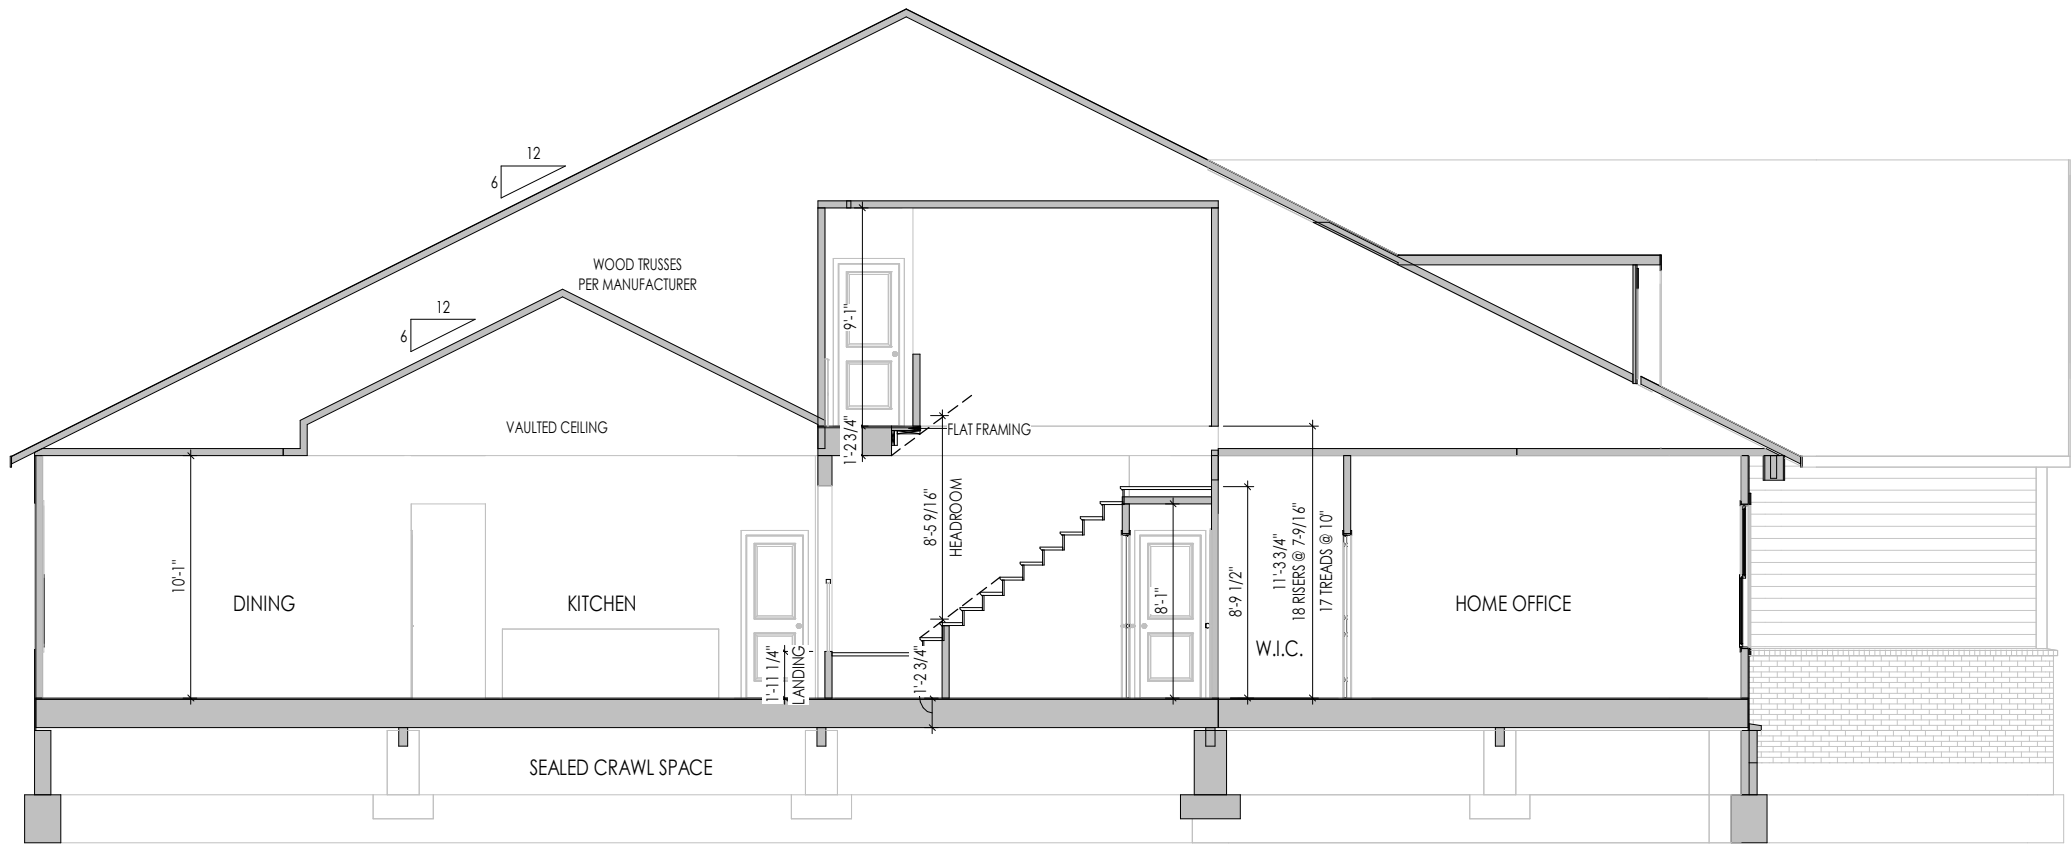 12
6
WOOD TRUSSES
PER MANUFACTURER
12
6
9'-1"
VAULTED CEILING
1'-2 3/4"
FLAT FRAMING
8'-5 9/16"
HEADROOM
11'-3 3/4"
18 RISERS @ 7-9/16"
17 TREADS @ 10"
10'-1"
DINING
KITCHEN
8'-1"
8'-9 1/2"
HOME OFFICE
W.I.C.
1'-11 1/4"
LANDING
1'-2 3/4"
SEALED CRAWL SPACE